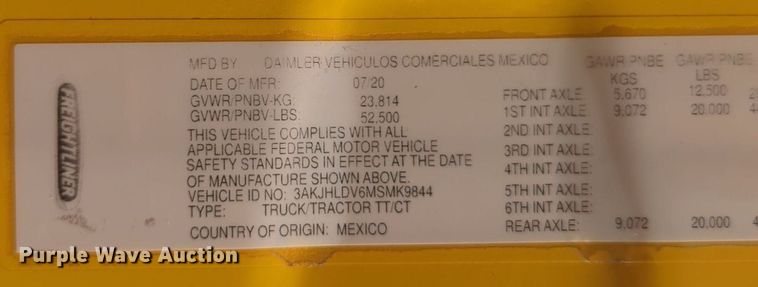 FREIGHTLINER
MFD BY DAIMLER VEHICULOS COMERCIALES MEXICO GAWR PNBE GAWR PNBE
DATE OF MFR: 07/20 KGS LBS
GVWR/PNBV-KG: 23,814 FRONT AXLE: 5,670 12,500
GVWR/PNBV-LBS: 52,500 1ST INT AXLE: 9,072 20,000
THIS VEHICLE COMPLIES WITH ALL 2ND INT AXLE:
APPLICABLE FEDERAL MOTOR VEHICLE 3RD INT AXLE:
SAFETY STANDARDS IN EFFECT AT THE DATE 4TH INT AXLE:
OF MANUFACTURE SHOWN ABOVE.
VEHICLE ID NO: 3AKJHLDV6MSMK9844 5TH INT AXLE:
TYPE: TRUCK/TRACTOR TT/CT 6TH INT AXLE:
COUNTRY OF ORIGIN: MEXICO REAR AXLE: 9,072 20,000
Purple Wave Auction